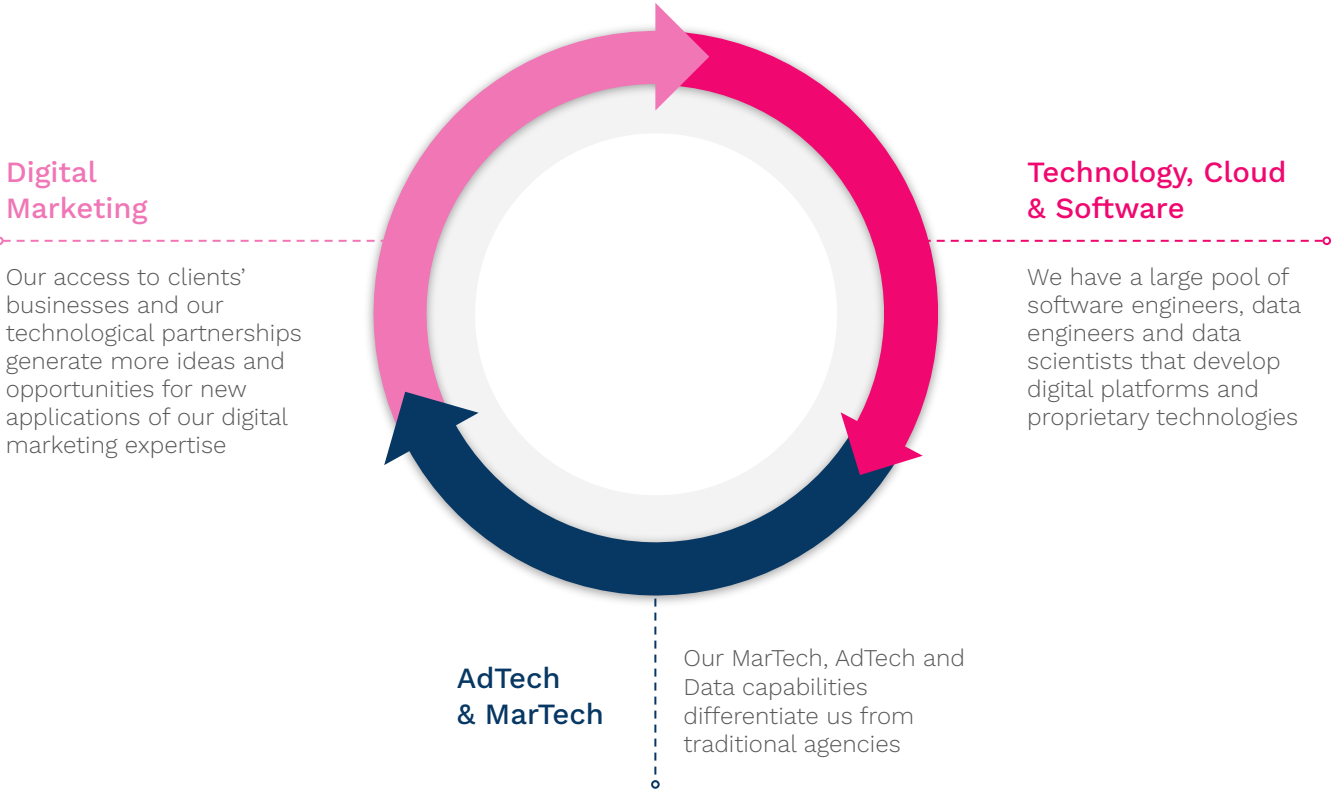 Digital
Marketing
Our access to clients’
businesses and our
technological partnerships
generate more ideas and
opportunities for new
applications of our digital
marketing expertise
Technology, Cloud
& Software
We have a large pool of
software engineers, data
engineers and data
scientists that develop
digital platforms and
proprietary technologies
AdTech
& MarTech
Our MarTech, AdTech and
Data capabilities
differentiate us from
traditional agencies